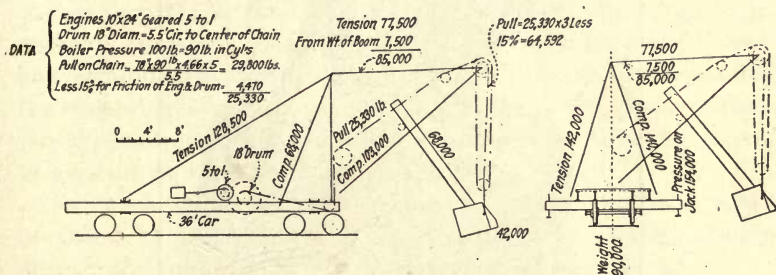 DATA
Engines 10"x24" Geared 5 to 1
Drum 18" Diam.=5.5' Cir. to Center of Chain
Boiler Pressure 100 lb.=90 lb. in Cyl'rs
Pull on Chain = 78"x90 lb x4.66x5 = 29,800 lbs.
5.5
Less 15% for Friction of Eng & Drum = 4,470
25,330
0 4' 8'
Tension 77,500
From Wt of Boom 7,500
85,000
Pull=25,330x3 Less
15%=64,592
Tension 128,500
Comp. 68,000
Pull 25,330 lb.
Comp. 103,000
68,000
5 to 1
18" Drum
36' Car
42,000
77,500
7,500
85,000
Tension 142,000
Comp. 140,000
Pressure on
Jack 154,000
Weight
90,000